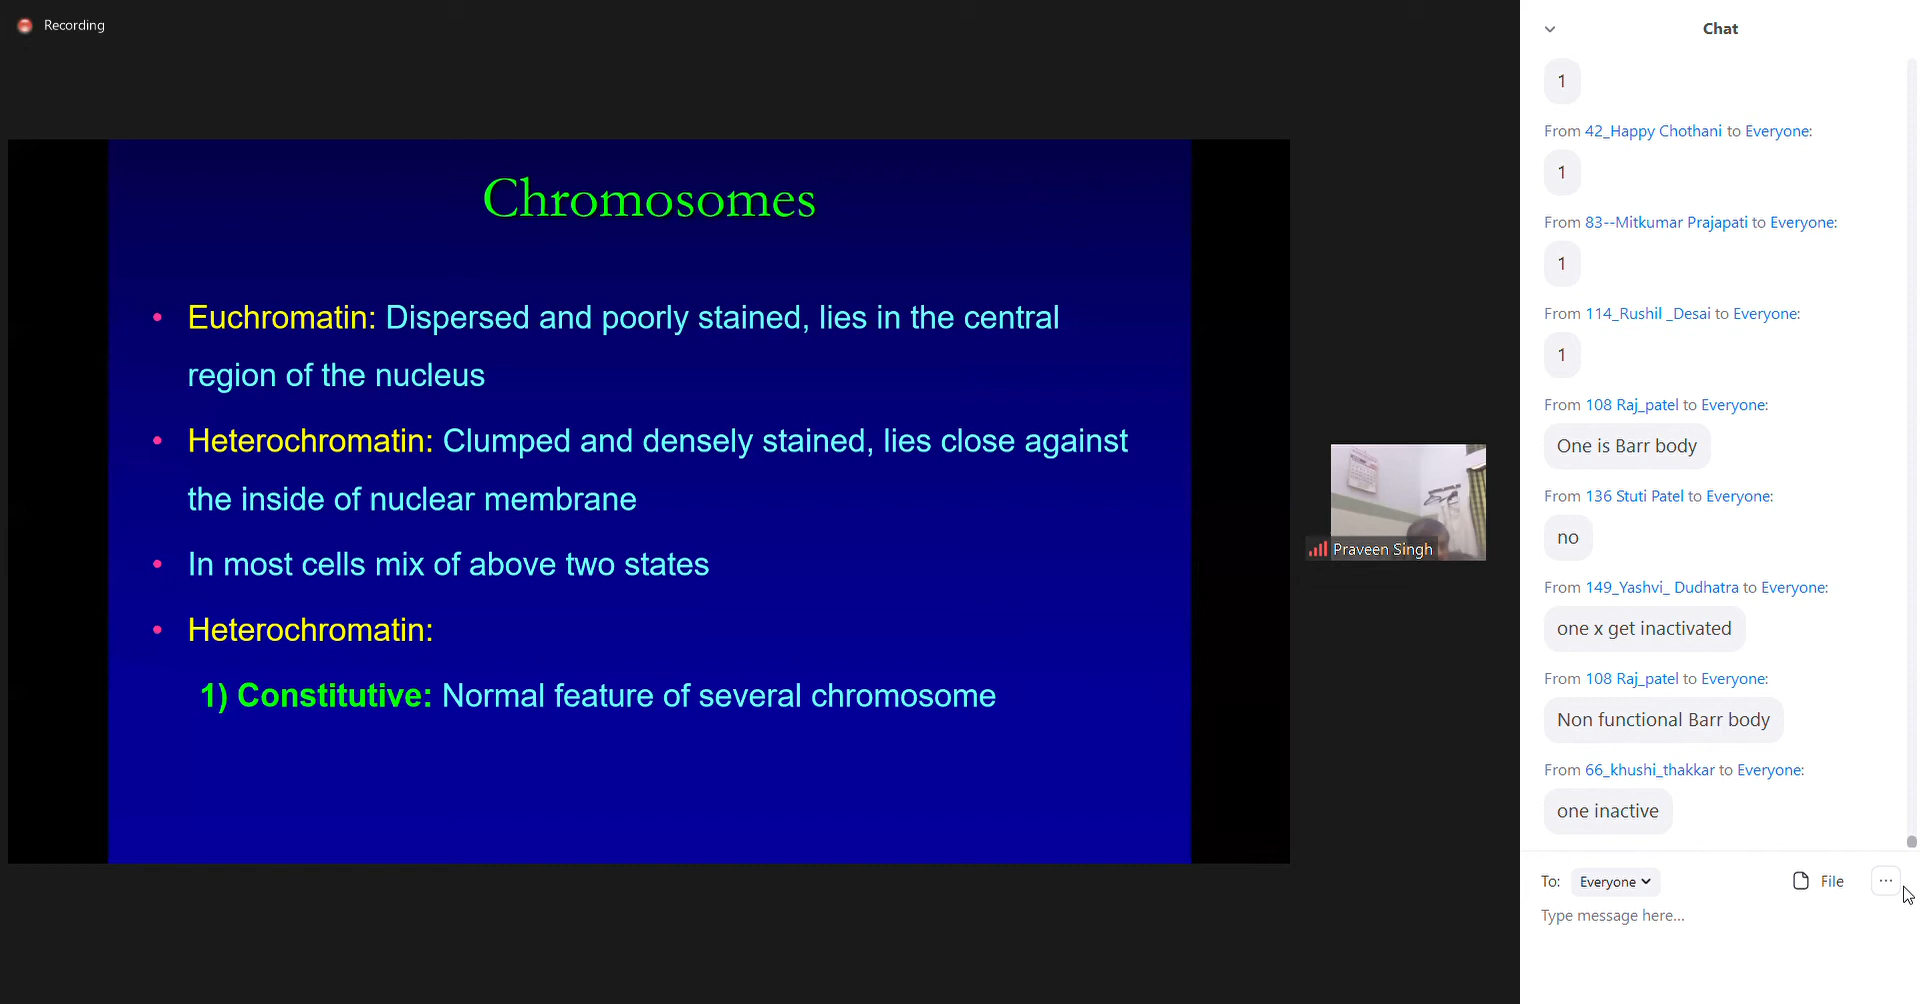 Recording
Chromosomes
• Euchromatin: Dispersed and poorly stained, lies in the central
region of the nucleus
• Heterochromatin: Clumped and densely stained, lies close against
the inside of nuclear membrane
• In most cells mix of above two states
• Heterochromatin:
1) Constitutive: Normal feature of several chromosome
Praveen Singh
Chat
1
From 42_Happy Chothani to Everyone:
1
From 83--Mitkumar Prajapati to Everyone:
1
From 114_Rushil _Desai to Everyone:
1
From 108 Raj_patel to Everyone:
One is Barr body
From 136 Stuti Patel to Everyone:
no
From 149_Yashvi_ Dudhatra to Everyone:
one x get inactivated
From 108 Raj_patel to Everyone:
Non functional Barr body
From 66_khushi_thakkar to Everyone:
one inactive
To: Everyone File ...
Type message here...